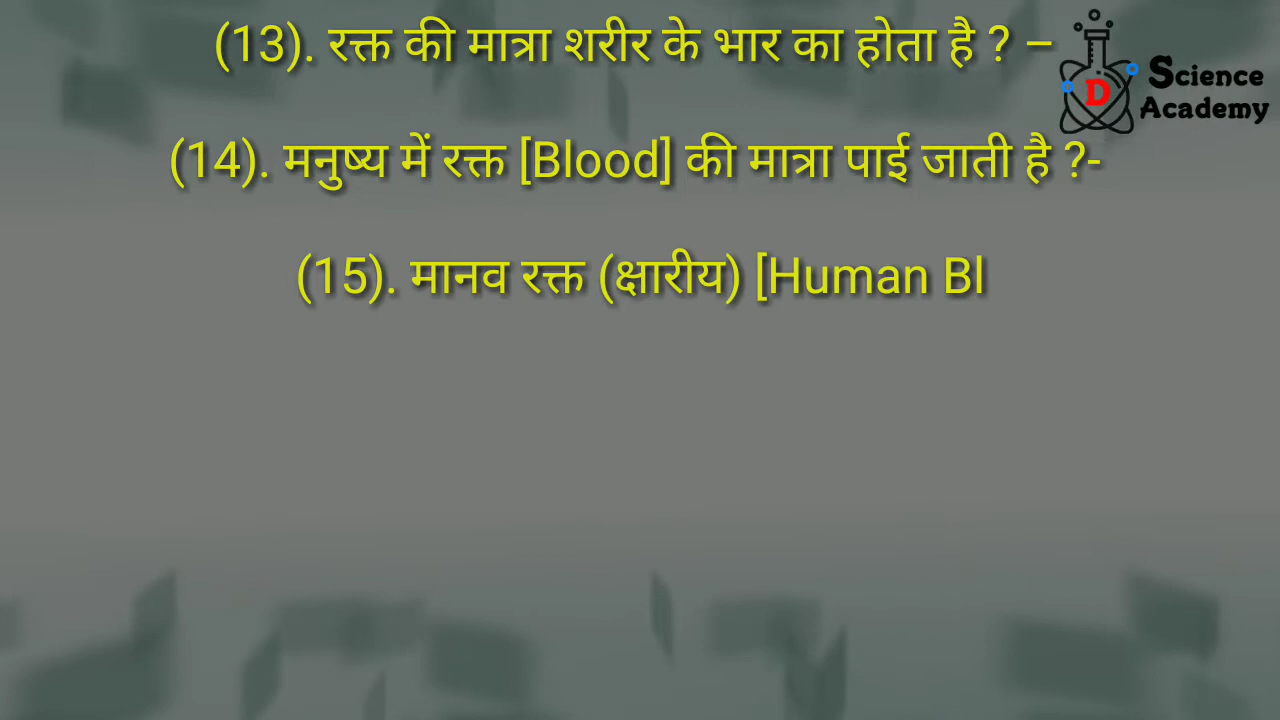 (13). रक्त की मात्रा शरीर के भार का होता है ? –
(14). मनुष्य में रक्त [Blood] की मात्रा पाई जाती है ?-
(15). मानव रक्त (क्षारीय) [Human Bl
D Science
Academy